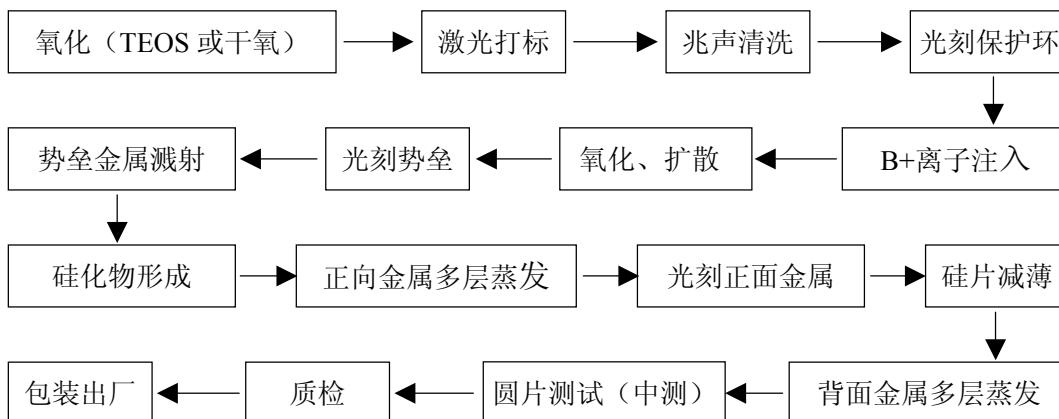 氧化（TEOS 或干氧）
激光打标
兆声清洗
光刻保护环
势垒金属溅射
光刻势垒
氧化、扩散
B+离子注入
硅化物形成
正向金属多层蒸发
光刻正面金属
硅片减薄
包装出厂
质检
圆片测试（中测）
背面金属多层蒸发